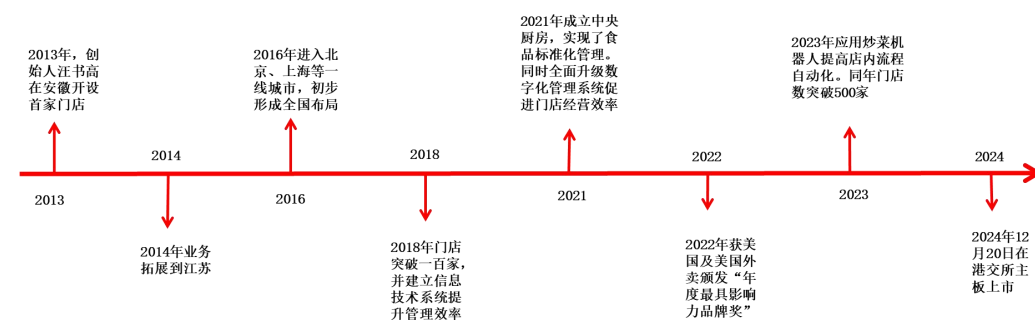 2013年，创
始人汪书高
在安徽开设
首家门店
2013
2014
2014年业务
拓展到江苏
2016年进入北
京、上海等一
线城市，初步
形成全国布局
2016
2018
2018年门店
突破一百家，
并建立信息
技术系统提
升管理效率
2021年成立中央
厨房，实现了食
品标准化管理。
同时全面升级数
字化管理系统促
进门店经营效率
2021
2022
2022年获美
国及美国外
卖颁发“年
度最具影响
力品牌奖”
2023年应用炒菜机
器人提高店内流程
自动化。同年门店
数突破500家
2023
2024
2024年12
月20日在
港交所主
板上市